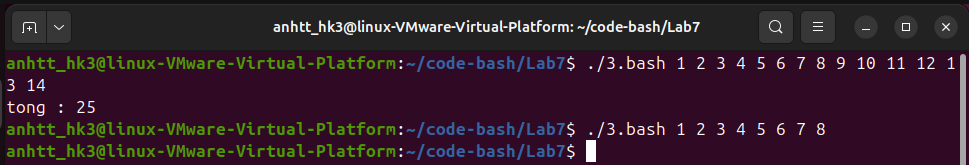 anhtt_hk3@linux-VMware-Virtual-Platform: ~/code-bash/Lab7
anhtt_hk3@linux-VMware-Virtual-Platform:~/code-bash/Lab7$ ./3.bash 1 2 3 4 5 6 7 8 9 10 11 12 1
3 14
tong : 25
anhtt_hk3@linux-VMware-Virtual-Platform:~/code-bash/Lab7$ ./3.bash 1 2 3 4 5 6 7 8
anhtt_hk3@linux-VMware-Virtual-Platform:~/code-bash/Lab7$